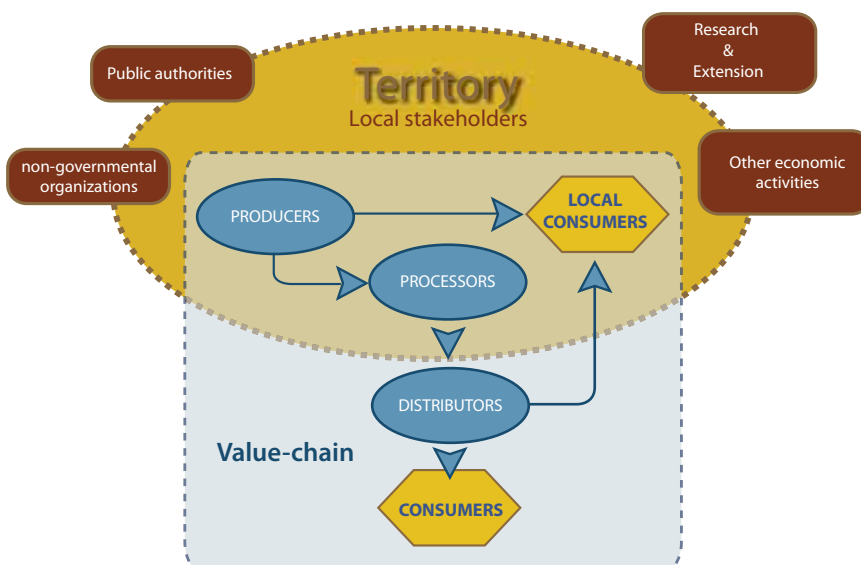 Research
&
Extension
Public authorities
Territory
Local stakeholders
non-governmental
organizations
Other economic
activities
PRODUCERS
LOCAL
CONSUMERS
PROCESSORS
DISTRIBUTORS
Value-chain
CONSUMERS